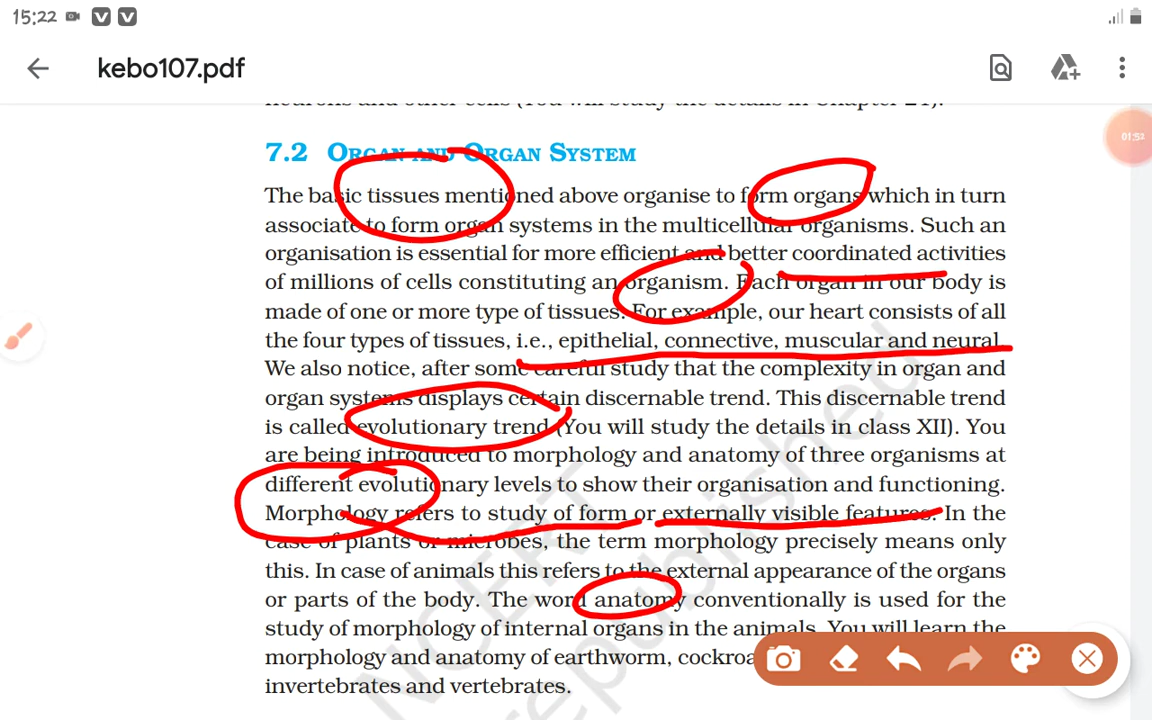 15:22
kebo107.pdf
01:52
7.2 ORGAN AND ORGAN SYSTEM
The basic tissues mentioned above organise to form organs which in turn
associate to form organ systems in the multicellular organisms. Such an
organisation is essential for more efficient and better coordinated activities
of millions of cells constituting an organism. Each organ in our body is
made of one or more type of tissues. For example, our heart consists of all
the four types of tissues, i.e., epithelial, connective, muscular and neural.
We also notice, after some careful study that the complexity in organ and
organ systems displays certain discernable trend. This discernable trend
is called evolutionary trend (You will study the details in class XII). You
are being introduced to morphology and anatomy of three organisms at
different evolutionary levels to show their organisation and functioning.
Morphology refers to study of form or externally visible features. In the
case of plants or microbes, the term morphology precisely means only
this. In case of animals this refers to the external appearance of the organs
or parts of the body. The word anatomy conventionally is used for the
study of morphology of internal organs in the animals. You will learn the
morphology and anatomy of earthworm,
invertebrates and vertebrates.
NCERT
republished